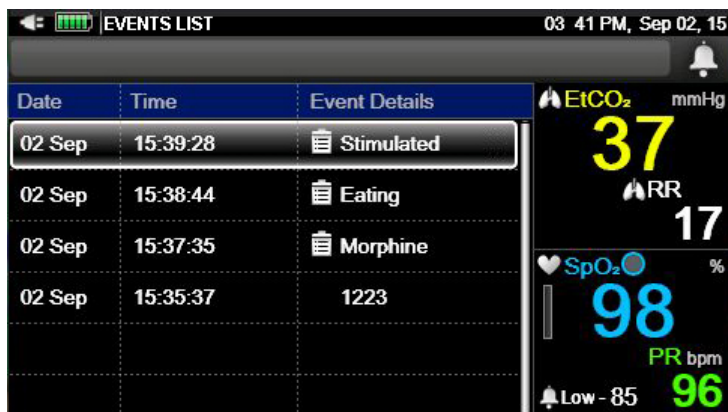 EVENTS LIST 03 41 PM, Sep 02, 15
Date Time Event Details
02 Sep 15:39:28 Stimulated
02 Sep 15:38:44 Eating
02 Sep 15:37:35 Morphine
02 Sep 15:35:37 1223
EtCO₂ mmHg
37
RR
17
SpO₂ %
98
PR bpm
Low - 85 96